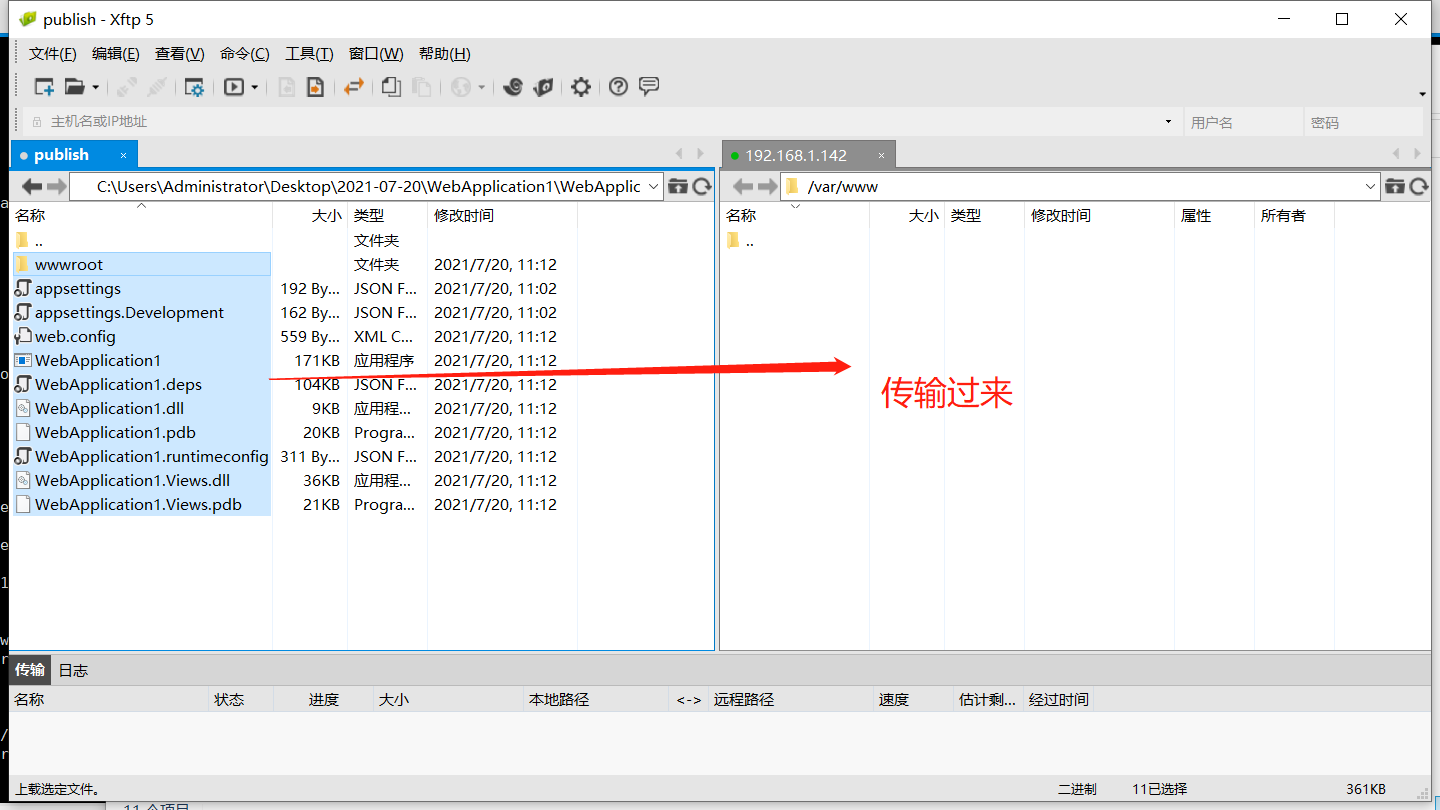 publish - Xftp 5
文件(F) 编辑(E) 查看(V) 命令(C) 工具(T) 窗口(W) 帮助(H)
主机名或IP地址 用户名 密码
publish × 192.168.1.142 ×
C:\Users\Administrator\Desktop\2021-07-20\WebApplication1\WebApplic /var/www
名称 大小 类型 修改时间 名称 大小 类型 修改时间 属性 所有者
.. 文件夹 ..
wwwroot 文件夹 2021/7/20, 11:12
appsettings 192 By... JSON F... 2021/7/20, 11:02
appsettings.Development 162 By... JSON F... 2021/7/20, 11:02
web.config 559 By... XML C... 2021/7/20, 11:12
WebApplication1 171KB 应用程序 2021/7/20, 11:12
WebApplication1.deps 104KB JSON F... 2021/7/20, 11:12
传输过来
WebApplication1.dll 9KB 应用程... 2021/7/20, 11:12
WebApplication1.pdb 20KB Progra... 2021/7/20, 11:12
WebApplication1.runtimeconfig 311 By... JSON F... 2021/7/20, 11:12
WebApplication1.Views.dll 36KB 应用程... 2021/7/20, 11:12
WebApplication1.Views.pdb 21KB Progra... 2021/7/20, 11:12
传输 日志
名称 状态 进度 大小 本地路径 <-> 远程路径 速度 估计剩... 经过时间
上载选定文件。 二进制 11已选择 361KB
11 个项目